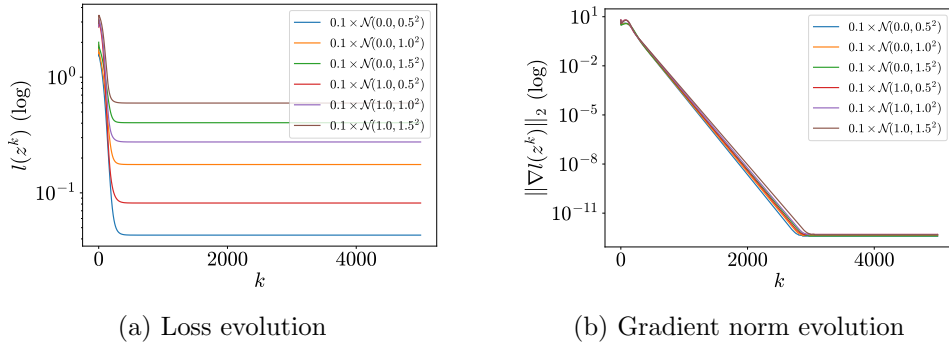 10⁰
10⁻¹
l(z^k) (log)
0
2000
4000
k
0.1 × 𝒩(0.0, 0.5²)
0.1 × 𝒩(0.0, 1.0²)
0.1 × 𝒩(0.0, 1.5²)
0.1 × 𝒩(1.0, 0.5²)
0.1 × 𝒩(1.0, 1.0²)
0.1 × 𝒩(1.0, 1.5²)
(a) Loss evolution
10¹
10⁻²
10⁻⁵
10⁻⁸
10⁻¹¹
||∇l(z^k)||₂ (log)
0
2000
4000
k
0.1 × 𝒩(0.0, 0.5²)
0.1 × 𝒩(0.0, 1.0²)
0.1 × 𝒩(0.0, 1.5²)
0.1 × 𝒩(1.0, 0.5²)
0.1 × 𝒩(1.0, 1.0²)
0.1 × 𝒩(1.0, 1.5²)
(b) Gradient norm evolution